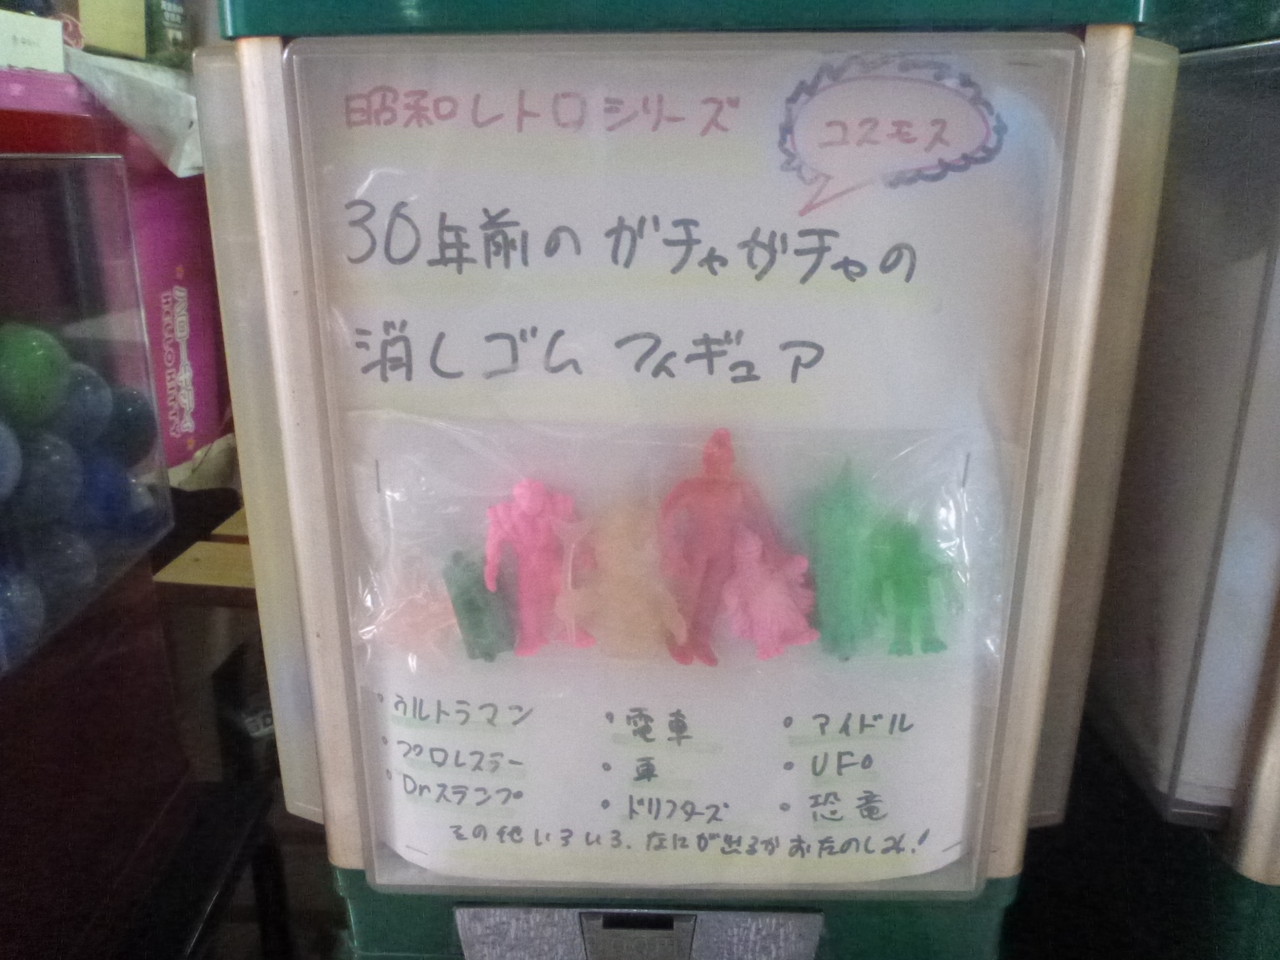 昭和レトロシリーズ
コスモス
30年前のガチャガチャの
消しゴムフィギュア
・ウルトラマン
・プロレスラー
・Drスランプ
・電車
・車
・ドリフターズ
・アイドル
・UFO
・恐竜
その他いろいろ、なにが出るかおたのしみ!